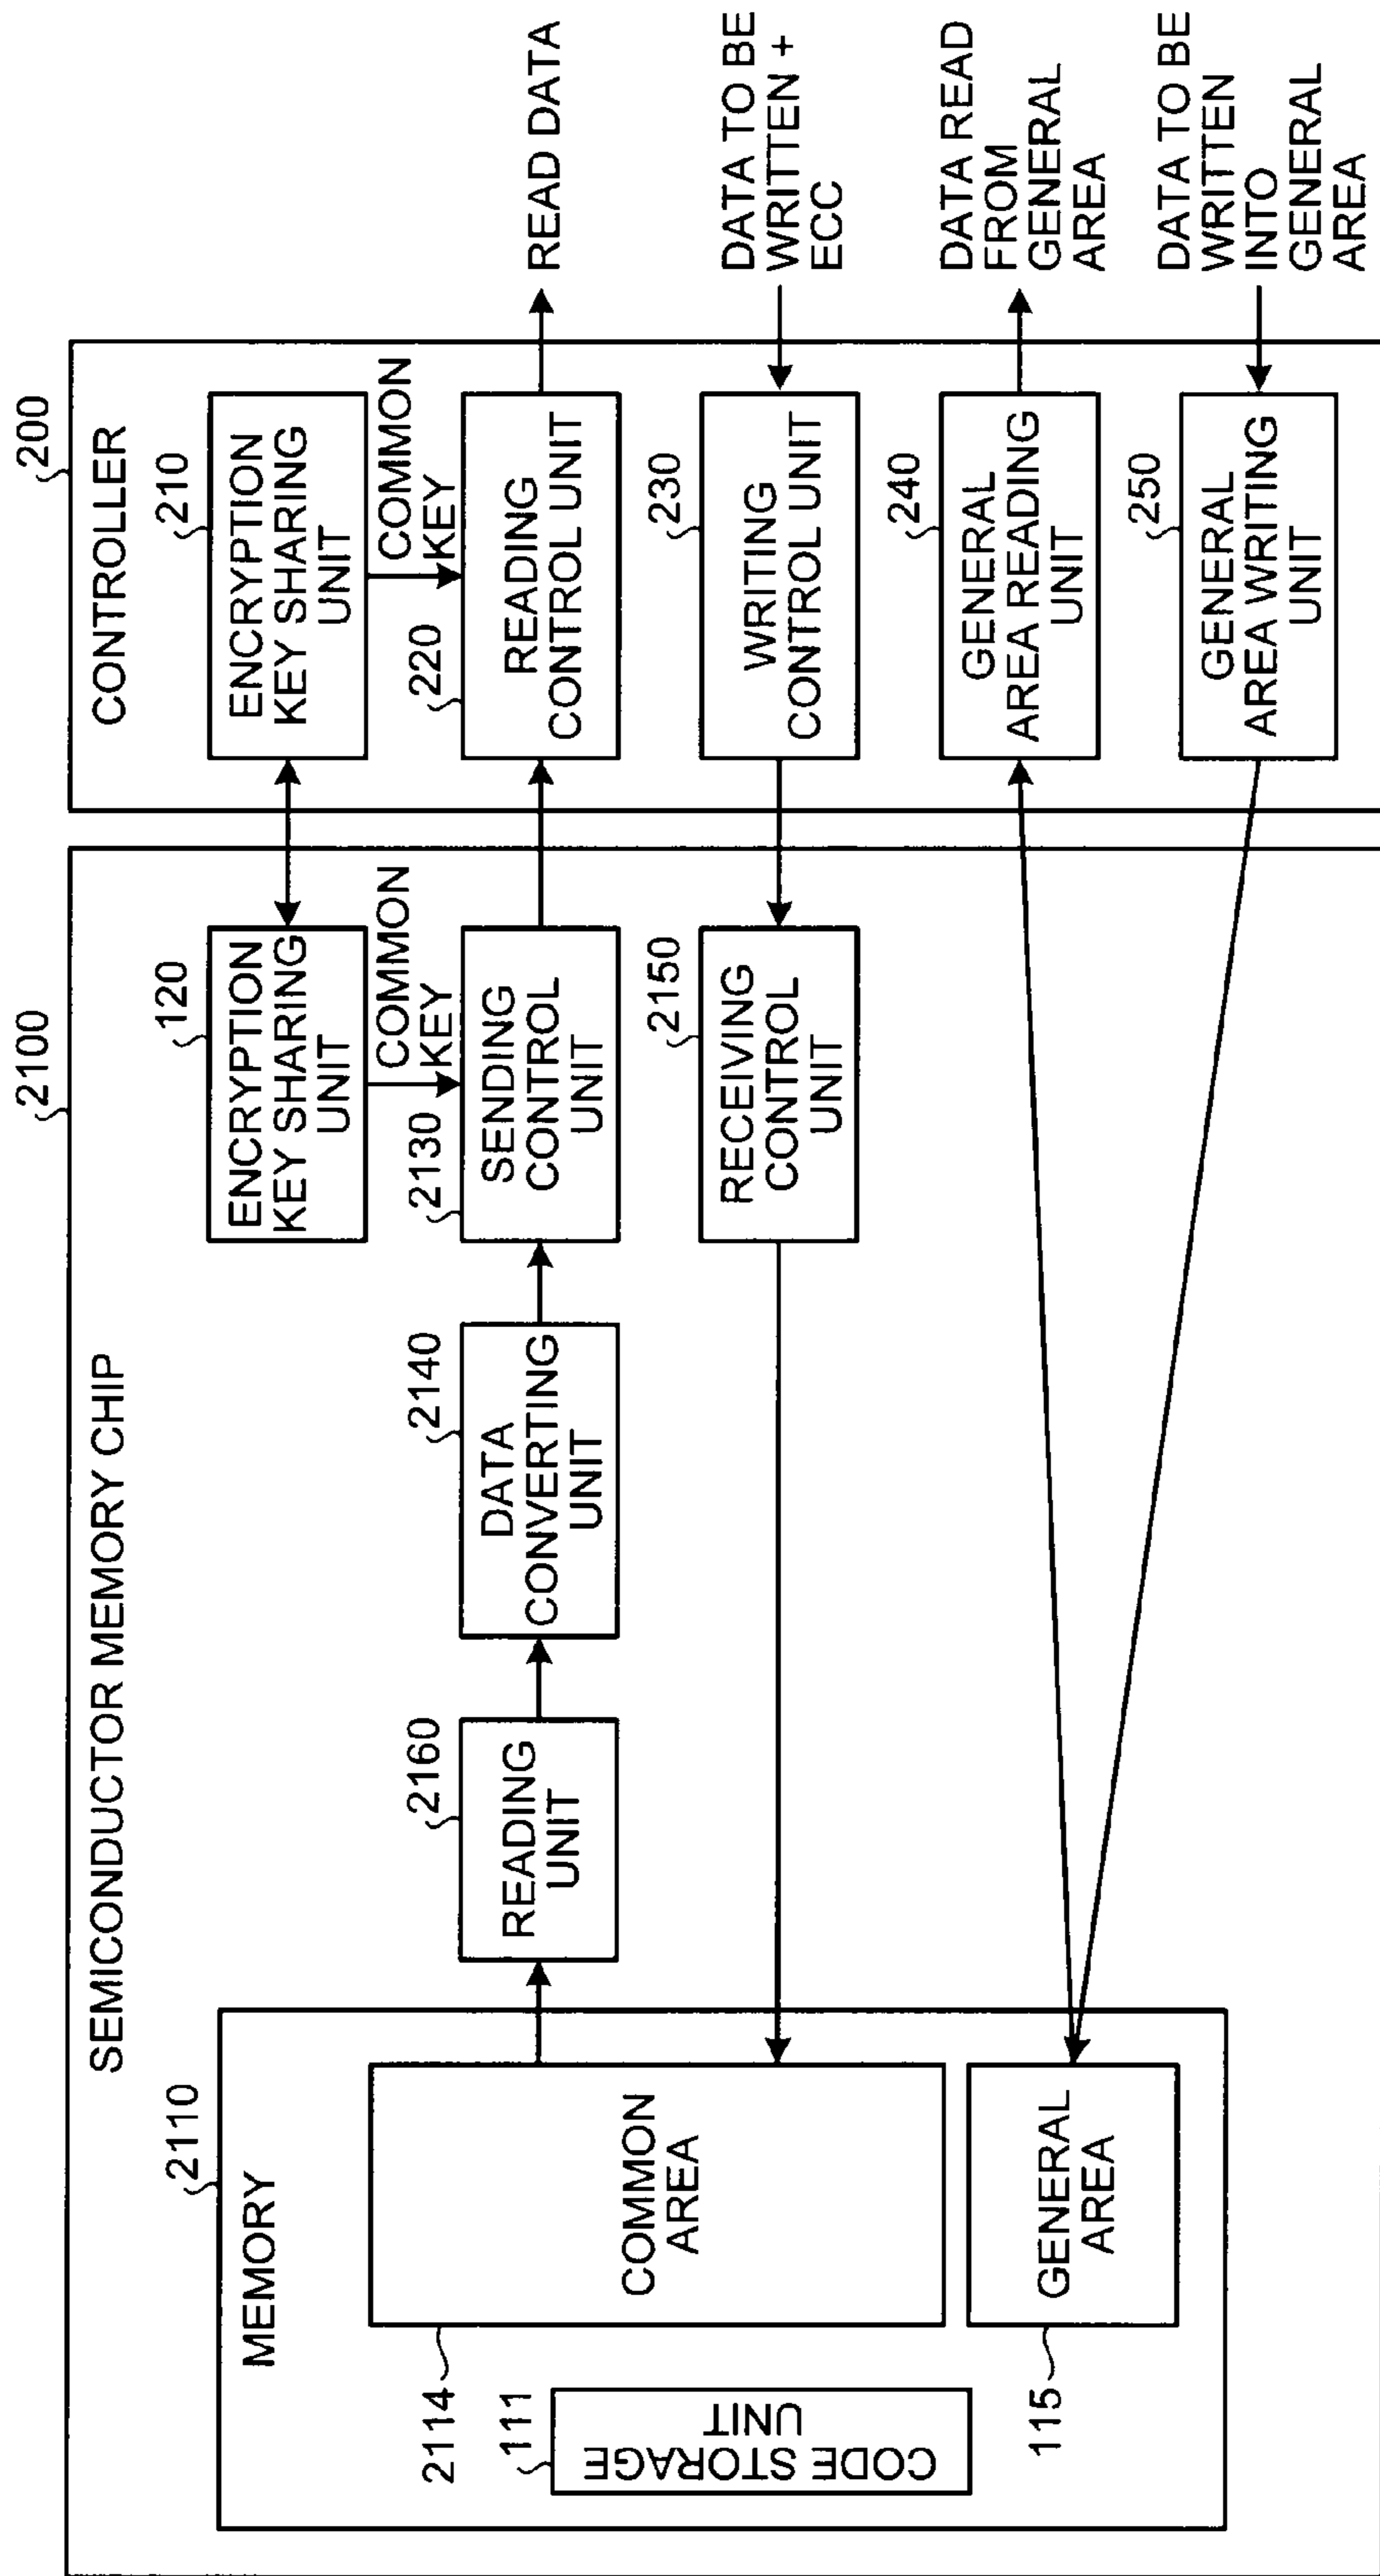 2100
SEMICONDUCTOR MEMORY CHIP
2110
MEMORY
111
CODE STORAGE
UNIT
2114
COMMON
AREA
115
GENERAL
AREA
2160
READING
UNIT
2140
DATA
CONVERTING
UNIT
120
ENCRYPTION
KEY SHARING
UNIT
COMMON
KEY
2130
SENDING
CONTROL
UNIT
2150
RECEIVING
CONTROL
UNIT
200
CONTROLLER
210
ENCRYPTION
KEY SHARING
UNIT
COMMON
KEY
220
READING
CONTROL UNIT
230
WRITING
CONTROL UNIT
240
GENERAL
AREA READING
UNIT
250
GENERAL
AREA WRITING
UNIT
READ DATA
DATA TO BE
WRITTEN +
ECC
DATA READ
FROM
GENERAL
AREA
DATA TO BE
WRITTEN
INTO
GENERAL
AREA